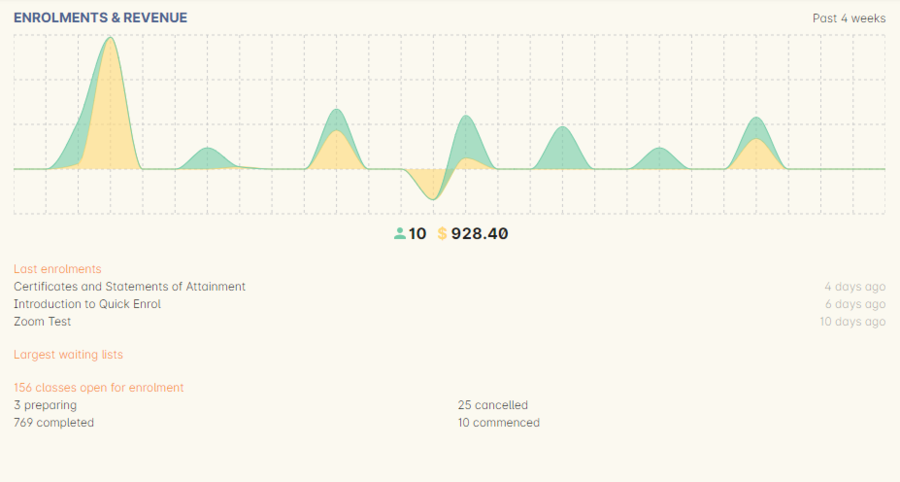 ENROLMENTS & REVENUE
Past 4 weeks
10 $ 928.40
Last enrolments
Certificates and Statements of Attainment 4 days ago
Introduction to Quick Enrol 6 days ago
Zoom Test 10 days ago
Largest waiting lists
156 classes open for enrolment
3 preparing 25 cancelled
769 completed 10 commenced